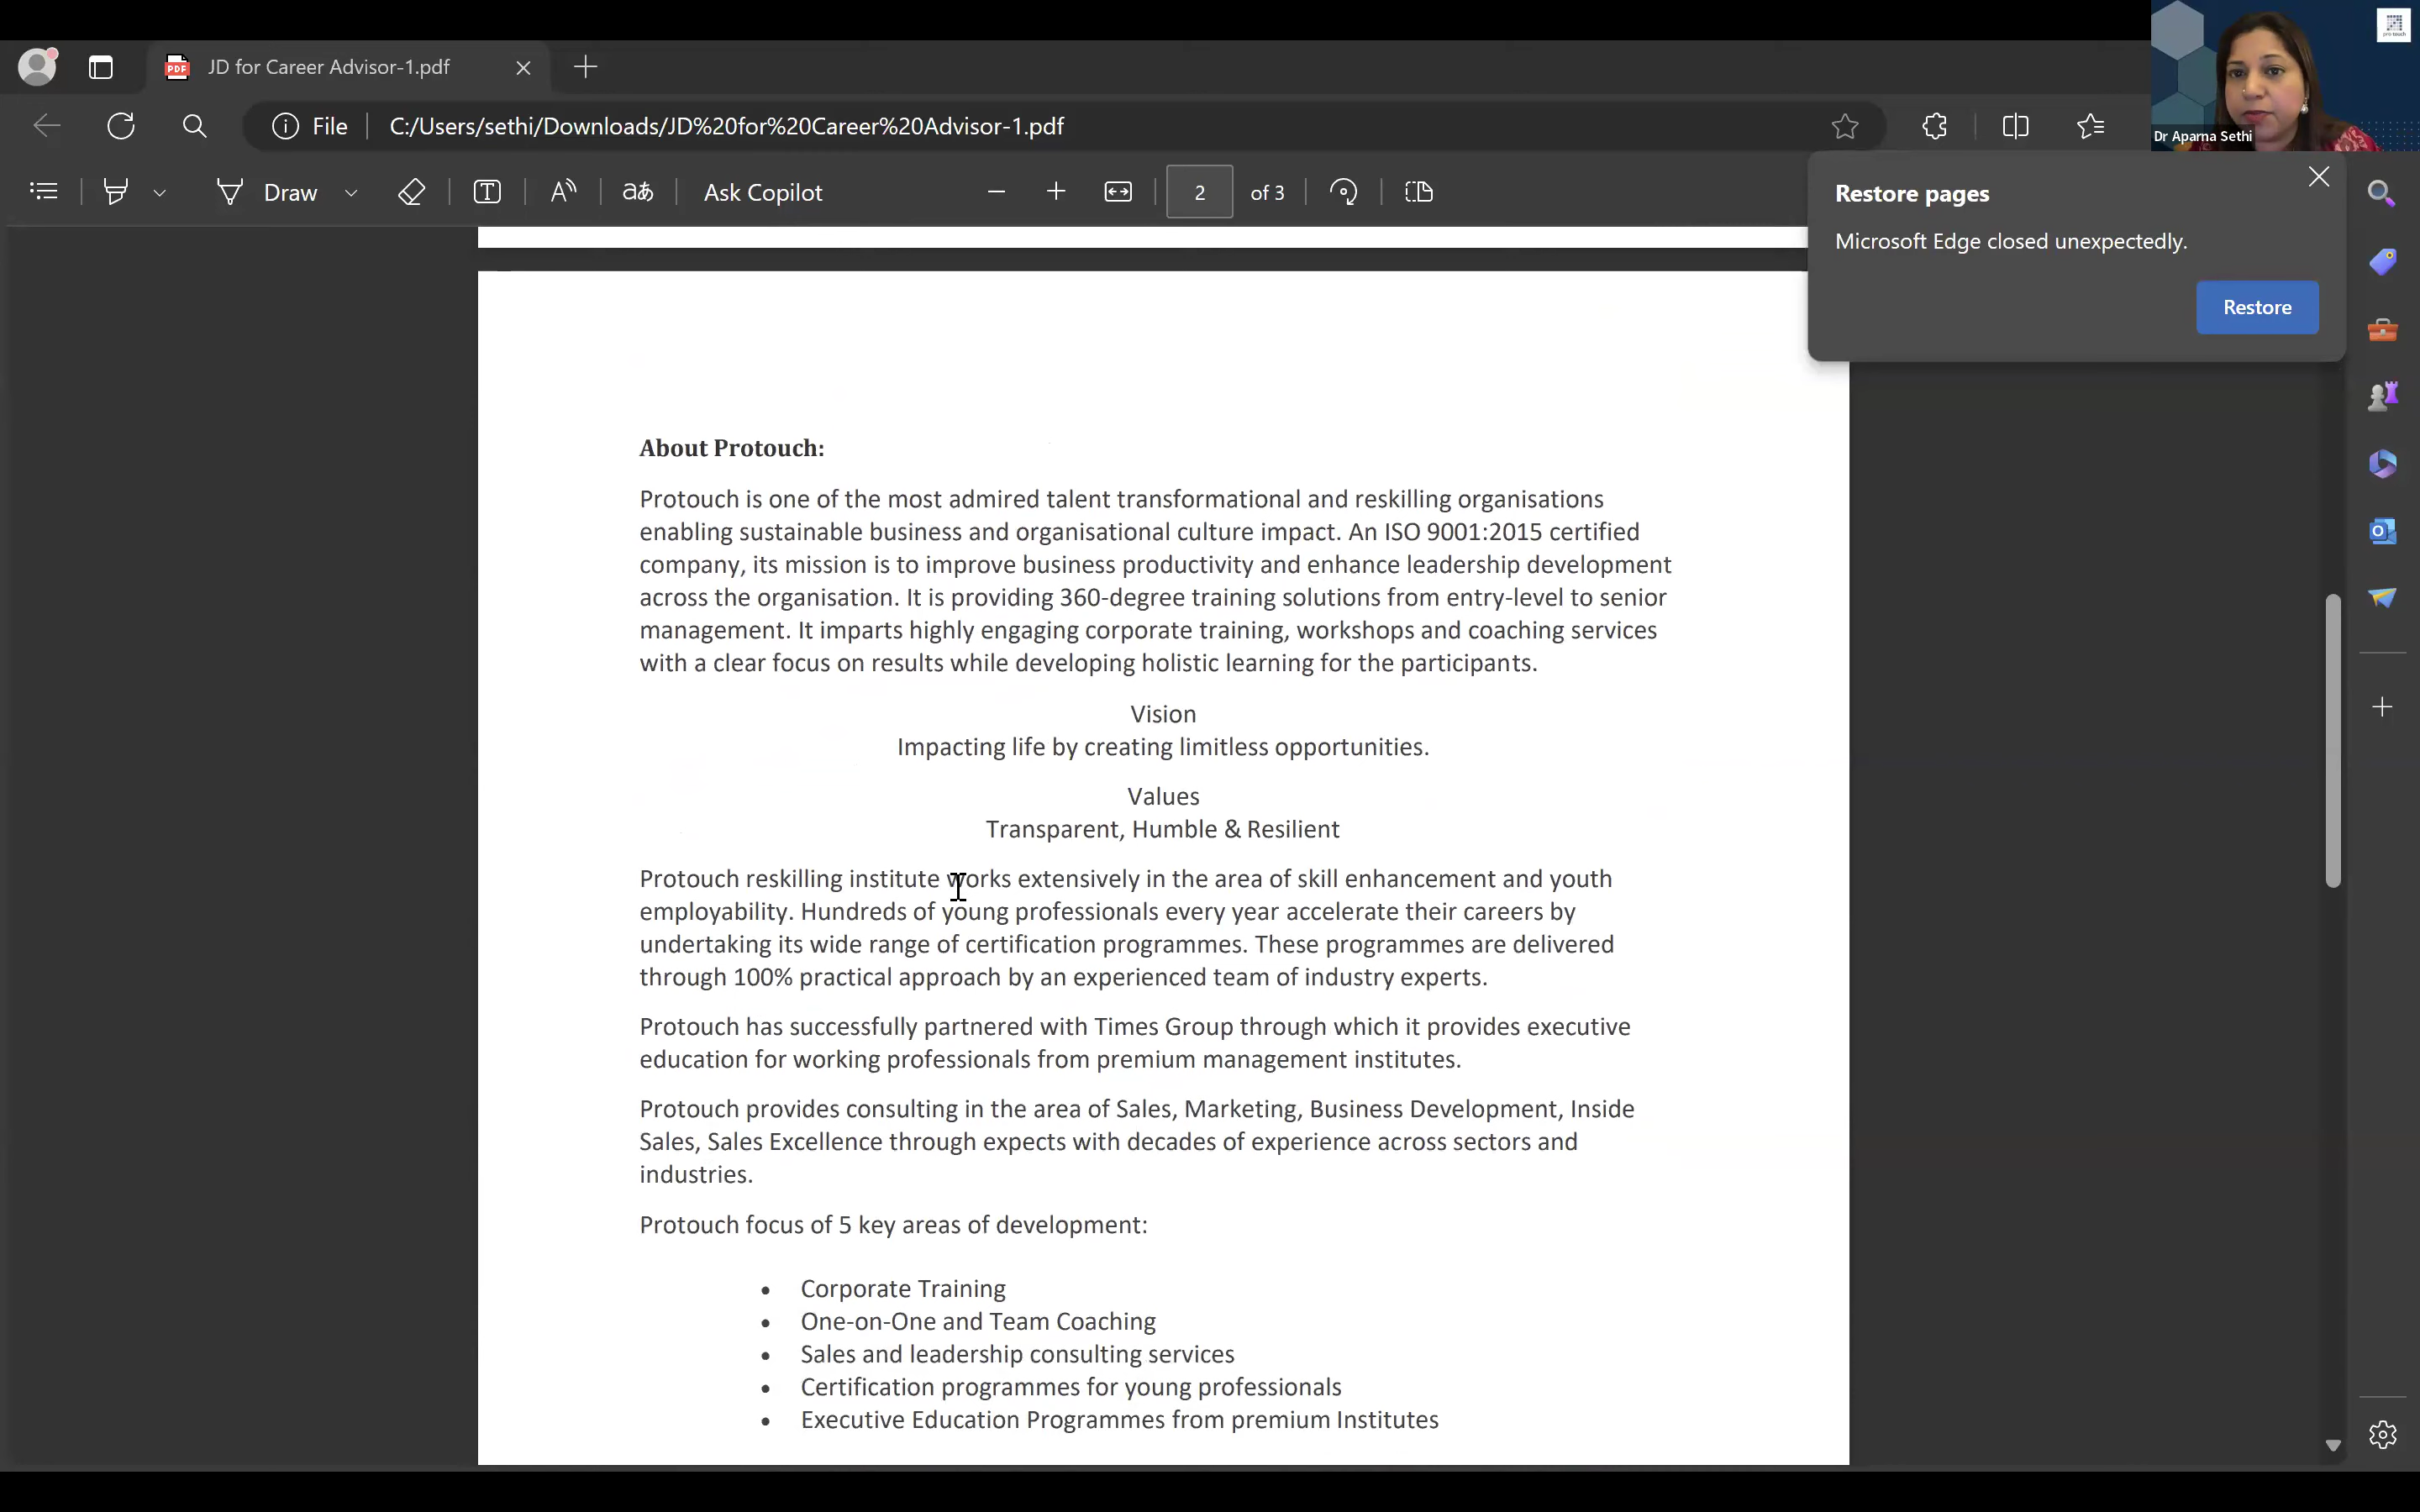 JD for Career Advisor-1.pdf
PDF
File
C:/Users/sethi/Downloads/JD%20for%20Career%20Advisor-1.pdf
Dr Aparna Sethi
Draw
Ask Copilot
2
of 3
Restore pages
Microsoft Edge closed unexpectedly.
Restore
About Protouch:
Protouch is one of the most admired talent transformational and reskilling organisations
enabling sustainable business and organisational culture impact. An ISO 9001:2015 certified
company, its mission is to improve business productivity and enhance leadership development
across the organisation. It is providing 360-degree training solutions from entry-level to senior
management. It imparts highly engaging corporate training, workshops and coaching services
with a clear focus on results while developing holistic learning for the participants.
Vision
Impacting life by creating limitless opportunities.
Values
Transparent, Humble & Resilient
Protouch reskilling institute works extensively in the area of skill enhancement and youth
employability. Hundreds of young professionals every year accelerate their careers by
undertaking its wide range of certification programmes. These programmes are delivered
through 100% practical approach by an experienced team of industry experts.
Protouch has successfully partnered with Times Group through which it provides executive
education for working professionals from premium management institutes.
Protouch provides consulting in the area of Sales, Marketing, Business Development, Inside
Sales, Sales Excellence through expects with decades of experience across sectors and
industries.
Protouch focus of 5 key areas of development:
• Corporate Training
• One-on-One and Team Coaching
• Sales and leadership consulting services
• Certification programmes for young professionals
• Executive Education Programmes from premium Institutes